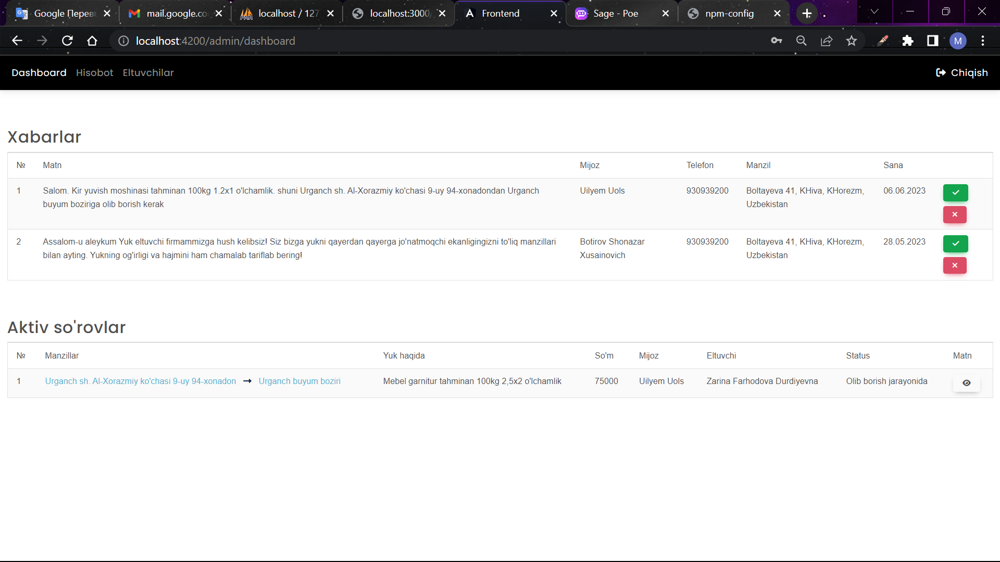 Google Перев
mail.google.co
localhost / 127
localhost:3000/
Frontend
Sage - Poe
npm-config
localhost:4200/admin/dashboard
M
Dashboard Hisobot Eltuvchilar
Chiqish
Xabarlar
№ Matn Mijoz Telefon Manzil Sana
1 Salom. Kir yuvish moshinasi tahminan 100kg 1.2x1 o'lchamlik. shuni Urganch sh. Al-Xorazmiy ko'chasi 9-uy 94-xonadondan Urganch Uilyem Uols 930939200 Boltayeva 41, KHiva, KHorezm, 06.06.2023
buyum boziriga olib borish kerak Uzbekistan
2 Assalom-u aleykum Yuk eltuvchi firmammizga hush kelibsiz! Siz bizga yukni qayerdan qayerga jo'natmoqchi ekanligingizni to'liq manzillari Botirov Shonazar 930939200 Boltayeva 41, KHiva, KHorezm, 28.05.2023
bilan ayting. Yukning og'irligi va hajmini ham chamalab tariflab bering! Xusainovich Uzbekistan
Aktiv so'rovlar
№ Manzillar Yuk haqida So'm Mijoz Eltuvchi Status Matn
1 Urganch sh. Al-Xorazmiy ko'chasi 9-uy 94-xonadon → Urganch buyum boziri Mebel garnitur tahminan 100kg 2,5x2 o'lchamlik 75000 Uilyem Uols Zarina Farhodova Durdiyevna Olib borish jarayonida